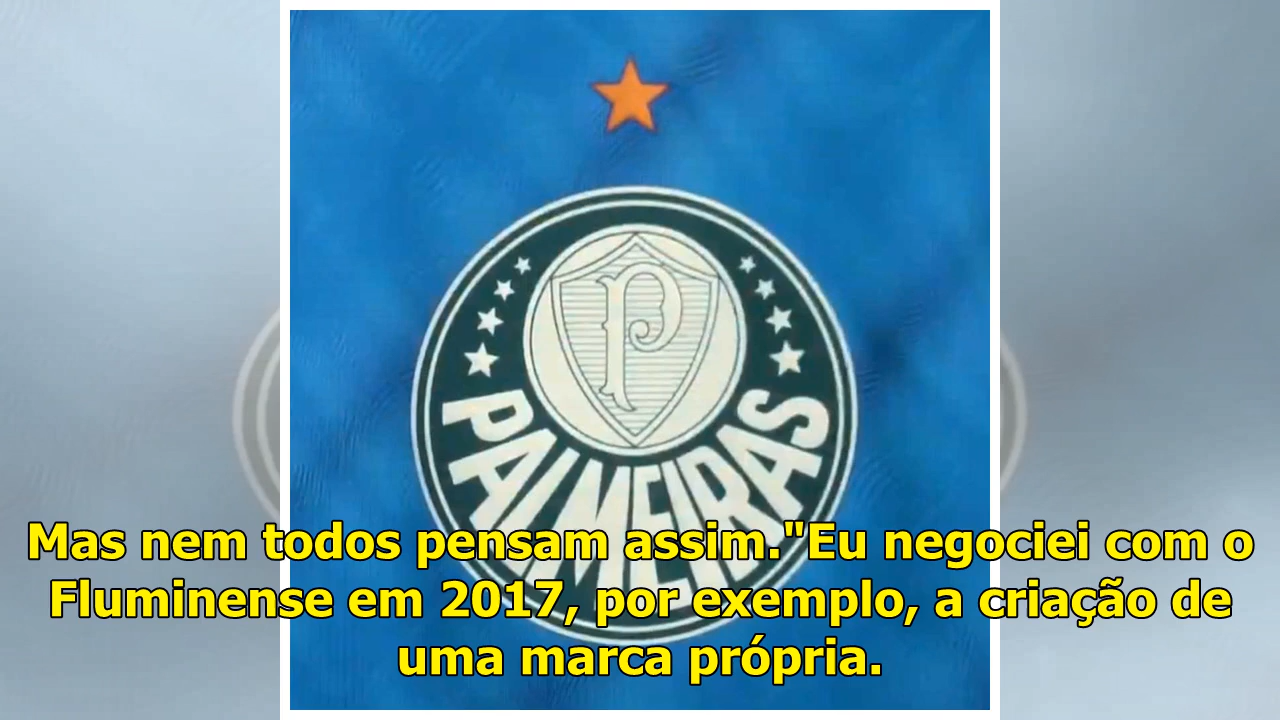 P
PALMEIRAS
Mas nem todos pensam assim."Eu negociei com o
Fluminense em 2017, por exemplo, a criação de
uma marca própria.